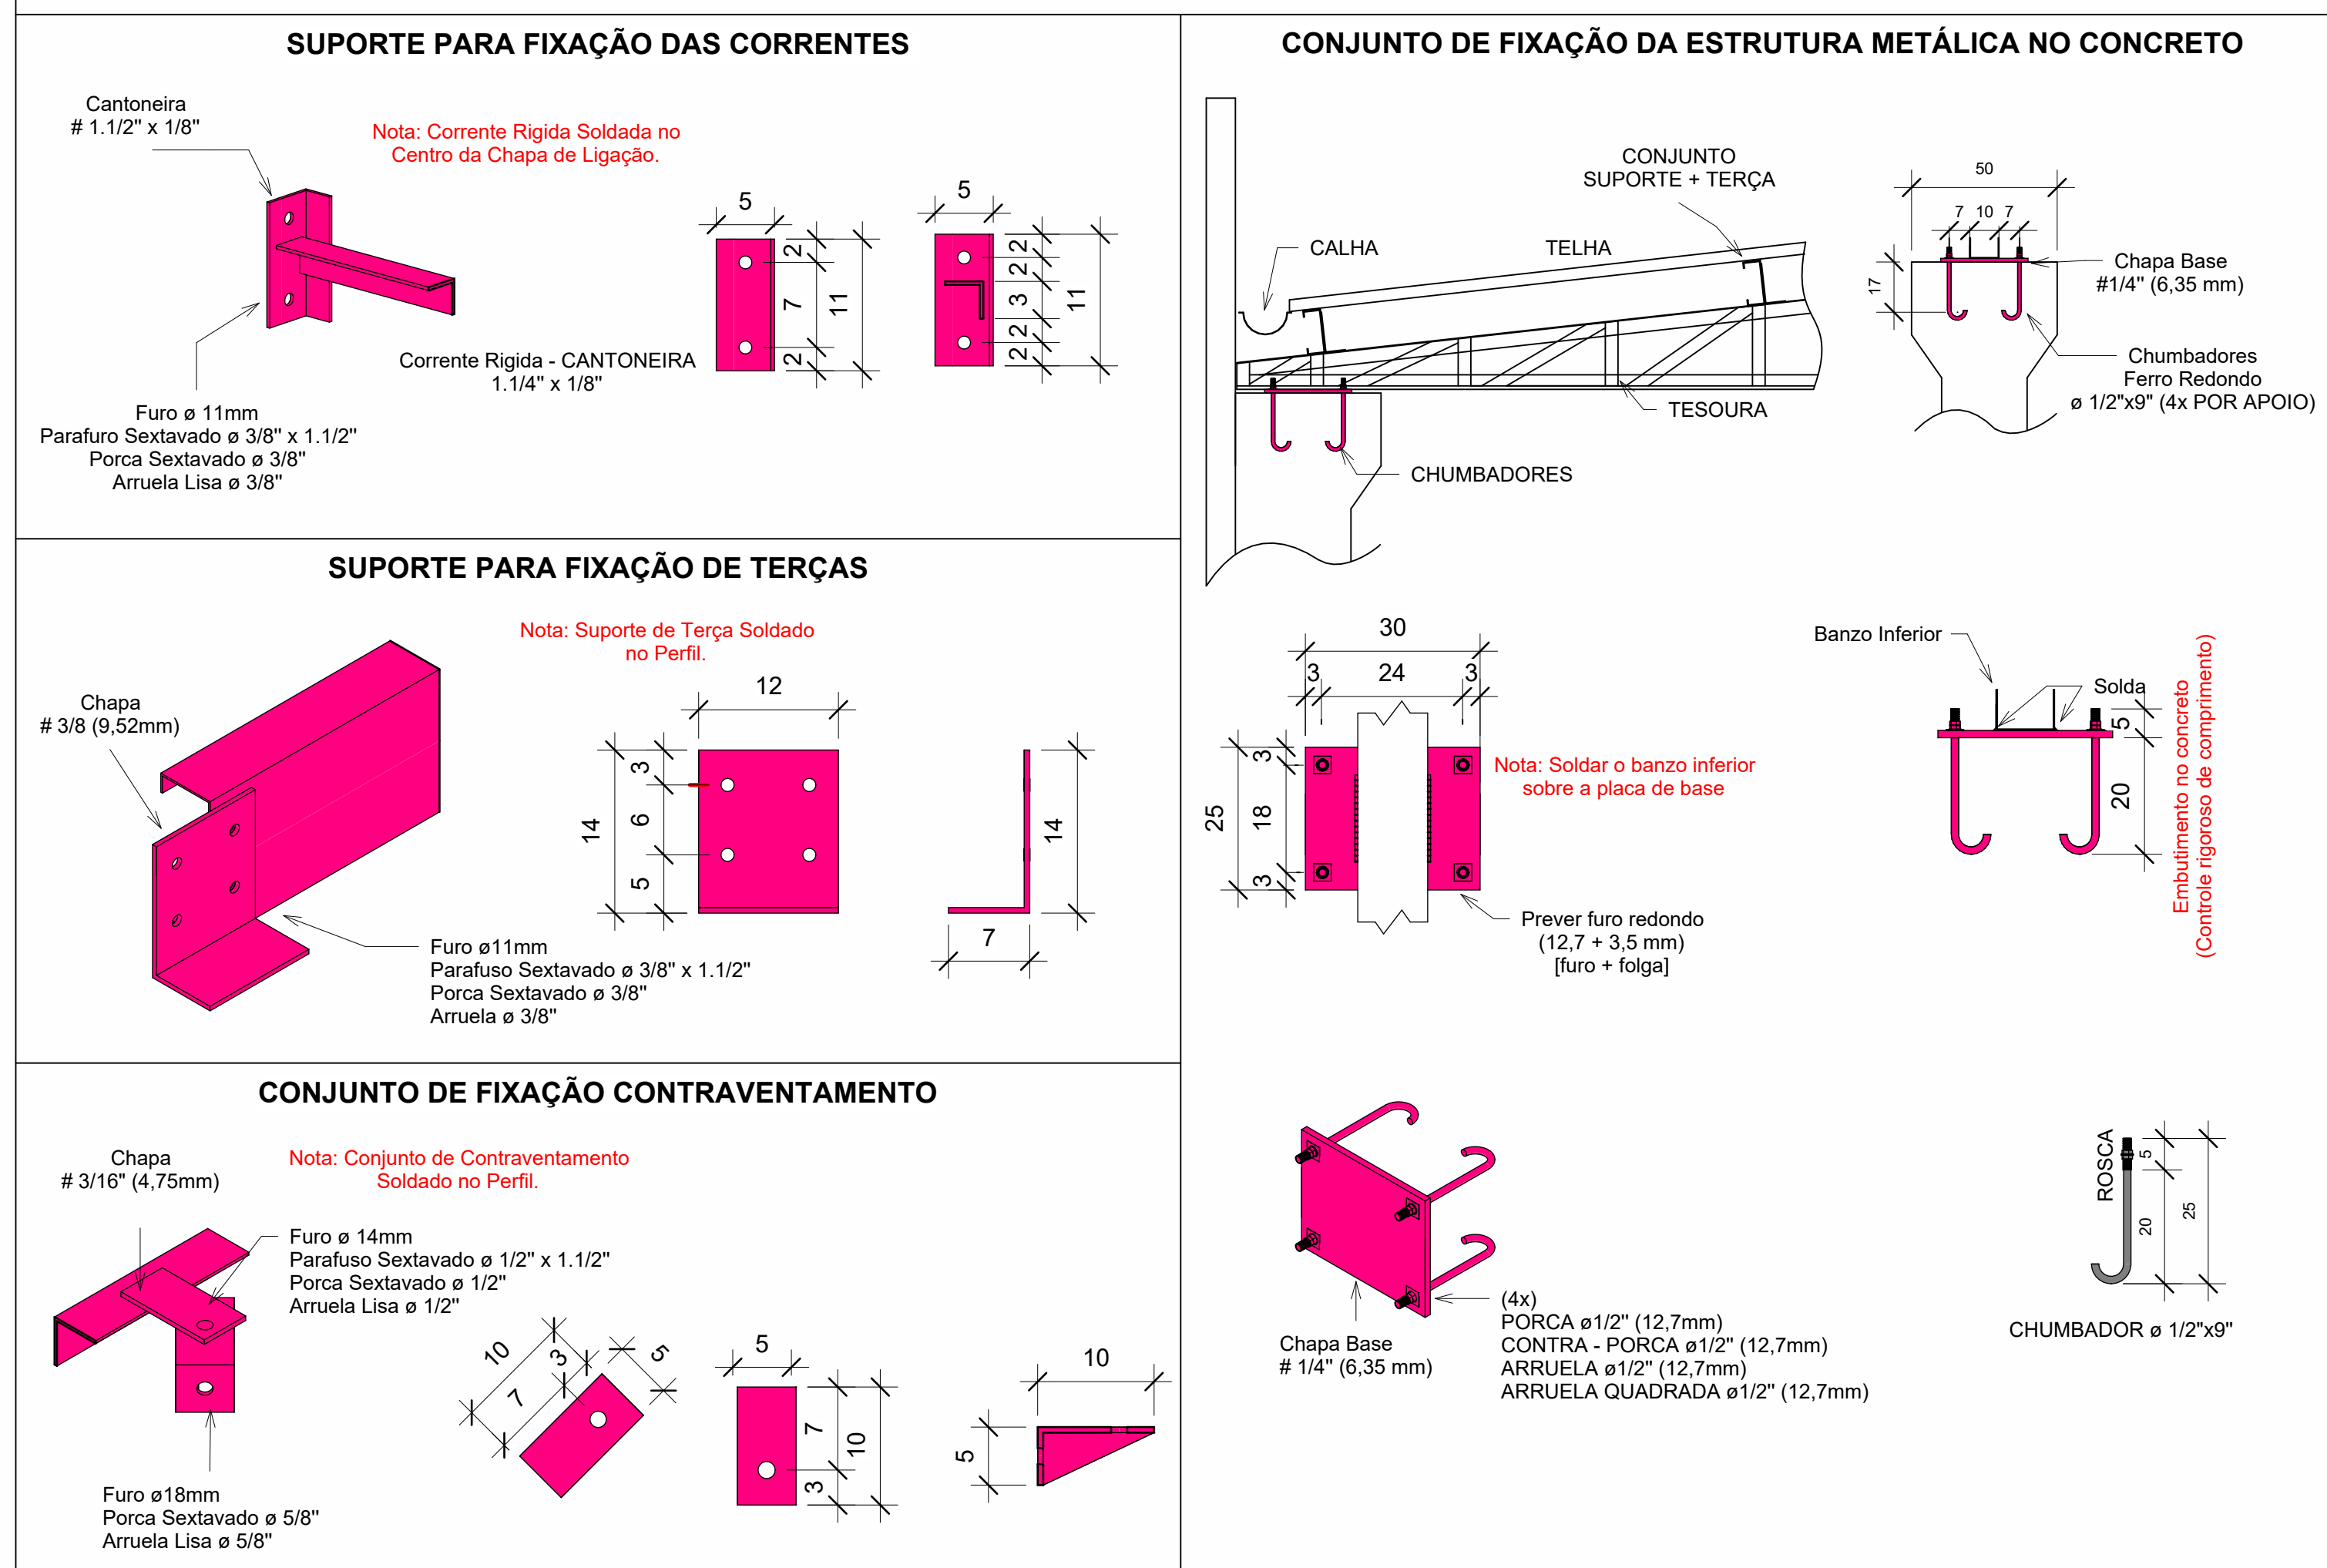 SUPORTE PARA FIXAÇÃO DAS CORRENTES
Cantoneira
# 1.1/2" x 1/8"
Nota: Corrente Rigida Soldada no
Centro da Chapa de Ligação.
5
2
7
2
11
5
2
2
3
2
2
11
Corrente Rigida - CANTONEIRA
1.1/4" x 1/8"
Furo ø 11mm
Parafuro Sextavado ø 3/8" x 1.1/2"
Porca Sextavado ø 3/8"
Arruela Lisa ø 3/8"
SUPORTE PARA FIXAÇÃO DE TERÇAS
Nota: Suporte de Terça Soldado
no Perfil.
Chapa
# 3/8 (9,52mm)
12
3
6
5
14
14
7
Furo ø11mm
Parafuso Sextavado ø 3/8" x 1.1/2"
Porca Sextavado ø 3/8"
Arruela ø 3/8"
CONJUNTO DE FIXAÇÃO CONTRAVENTAMENTO
Chapa
# 3/16" (4,75mm)
Nota: Conjunto de Contraventamento
Soldado no Perfil.
Furo ø 14mm
Parafuso Sextavado ø 1/2" x 1.1/2"
Porca Sextavado ø 1/2"
Arruela Lisa ø 1/2"
10
3
7
5
5
7
3
10
10
5
Furo ø18mm
Porca Sextavado ø 5/8"
Arruela Lisa ø 5/8"
CONJUNTO DE FIXAÇÃO DA ESTRUTURA METÁLICA NO CONCRETO
CONJUNTO
SUPORTE + TERÇA
CALHA
TELHA
TESOURA
CHUMBADORES
50
7 10 7
17
Chapa Base
#1/4" (6,35 mm)
Chumbadores
Ferro Redondo
ø 1/2"x9" (4x POR APOIO)
30
3 24 3
25
3
18
3
Nota: Soldar o banzo inferior
sobre a placa de base
Prever furo redondo
(12,7 + 3,5 mm)
[furo + folga]
Banzo Inferior
Solda
5
20
Embutimento no concreto
(Controle rigoroso de comprimento)
Chapa Base
# 1/4" (6,35 mm)
(4x)
PORCA ø1/2" (12,7mm)
CONTRA - PORCA ø1/2" (12,7mm)
ARRUELA ø1/2" (12,7mm)
ARRUELA QUADRADA ø1/2" (12,7mm)
ROSCA
5
20
25
CHUMBADOR ø 1/2"x9"